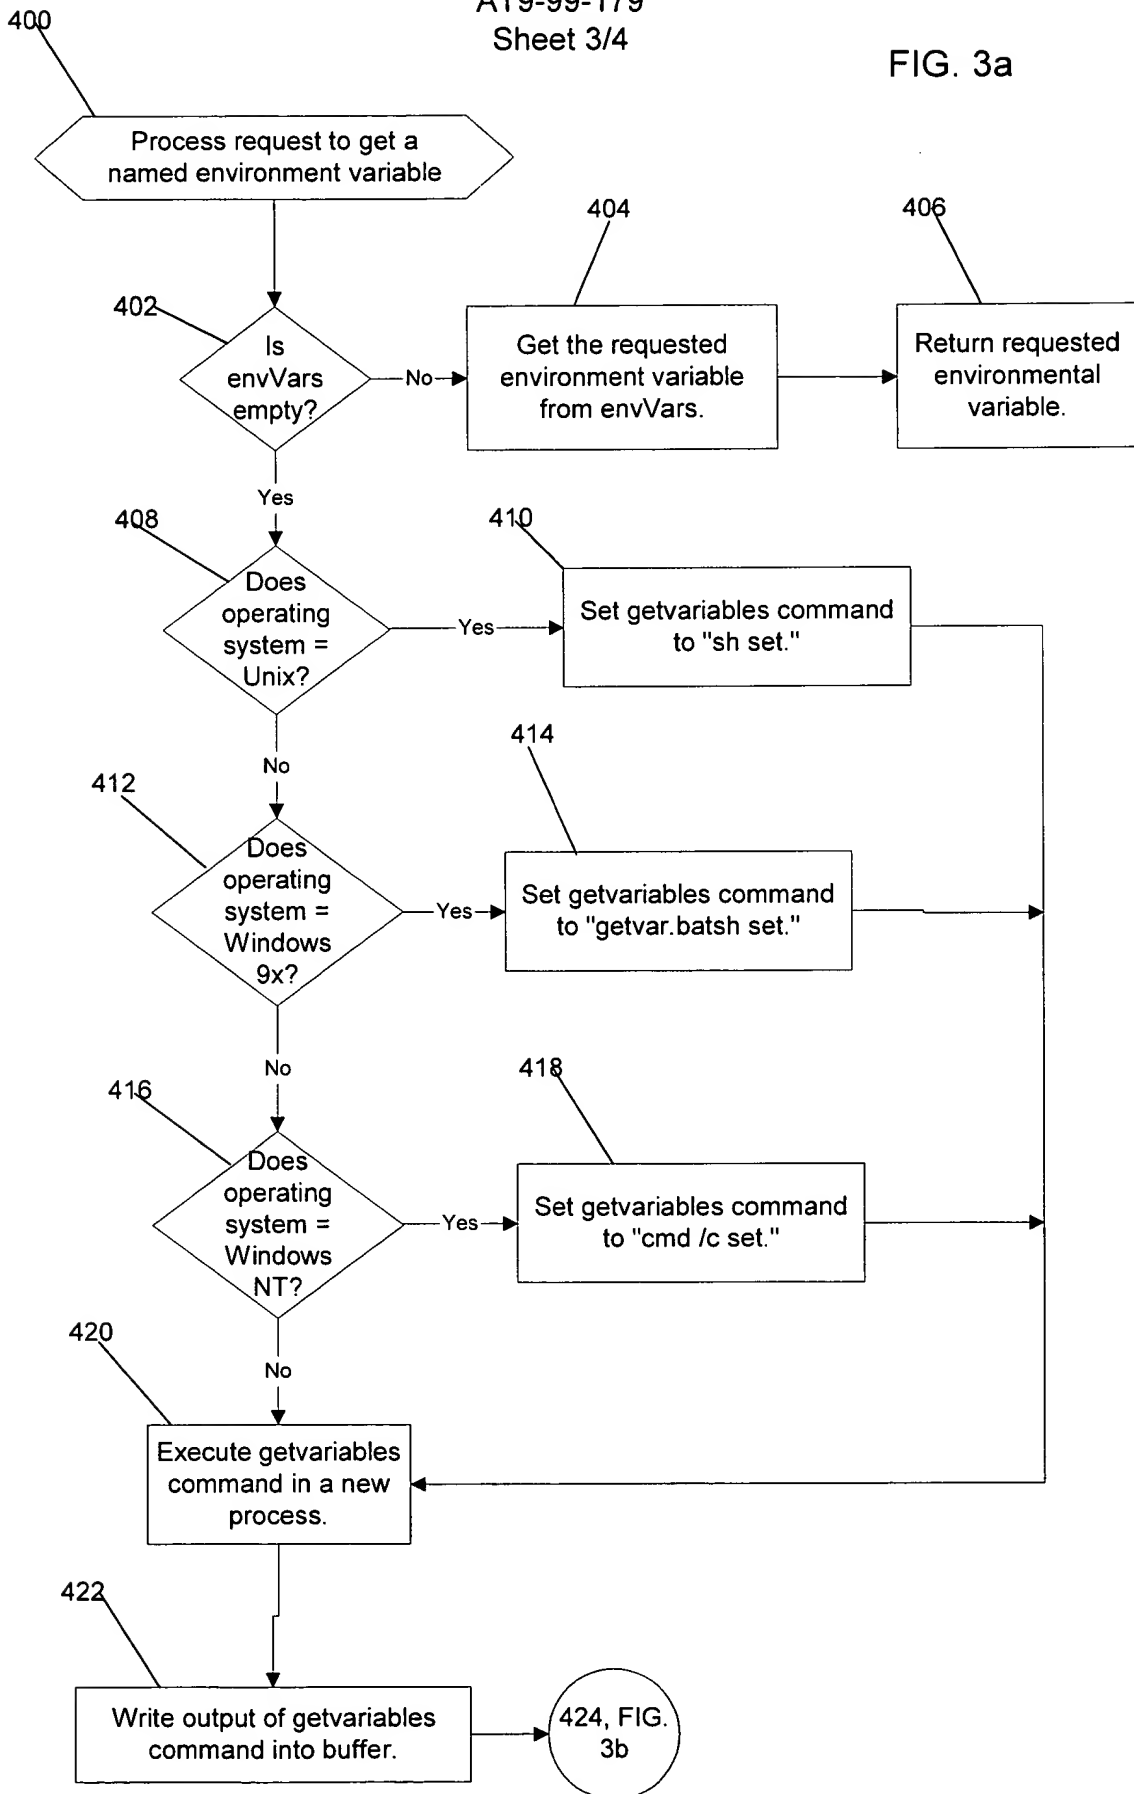 AT9-99-179
Sheet 3/4
FIG. 3a
400
Process request to get a
named environment variable
402
Is
envVars
empty?
No
404
Get the requested
environment variable
from envVars.
406
Return requested
environmental
variable.
Yes
408
Does
operating
system =
Unix?
Yes
410
Set getvariables command
to "sh set."
No
412
Does
operating
system =
Windows
9x?
Yes
414
Set getvariables command
to "getvar.batsh set."
No
416
Does
operating
system =
Windows
NT?
Yes
418
Set getvariables command
to "cmd /c set."
No
420
Execute getvariables
command in a new
process.
422
Write output of getvariables
command into buffer.
424, FIG.
3b